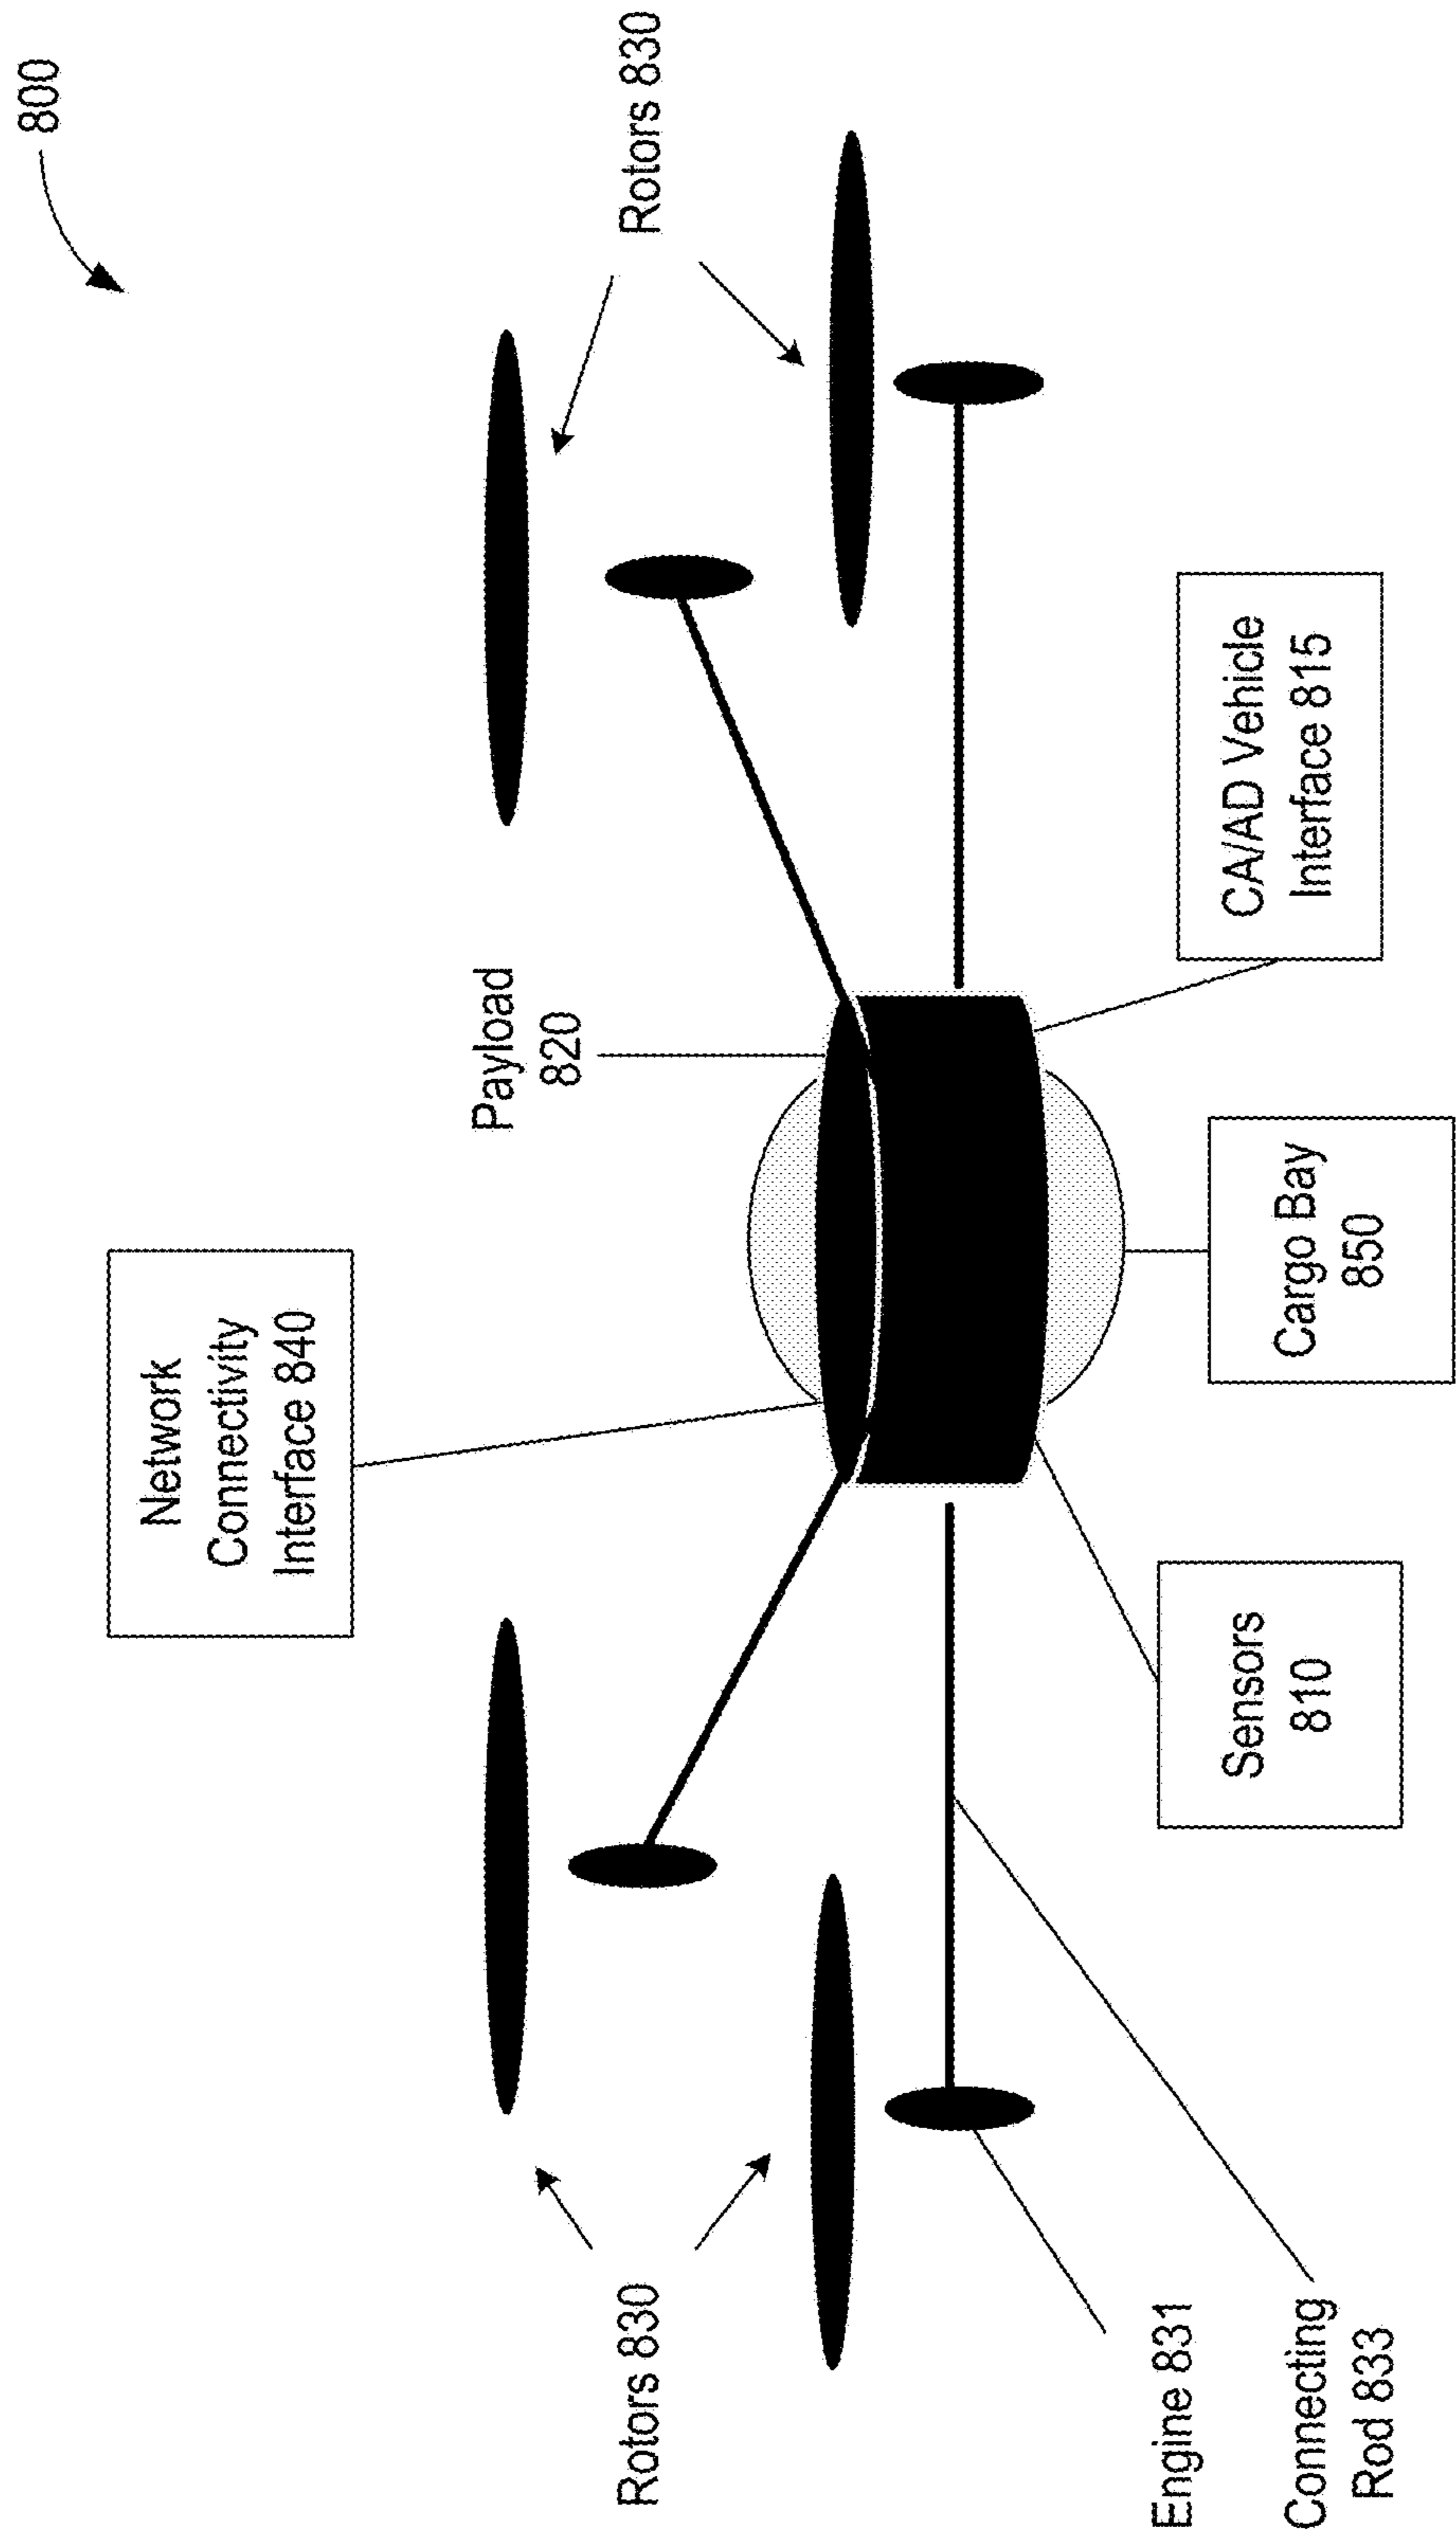 800
Network
Connectivity
Interface 840
Payload
820
Rotors 830
Rotors 830
Engine 831
Connecting
Rod 833
Sensors
810
Cargo Bay
850
CA/AD Vehicle
Interface 815